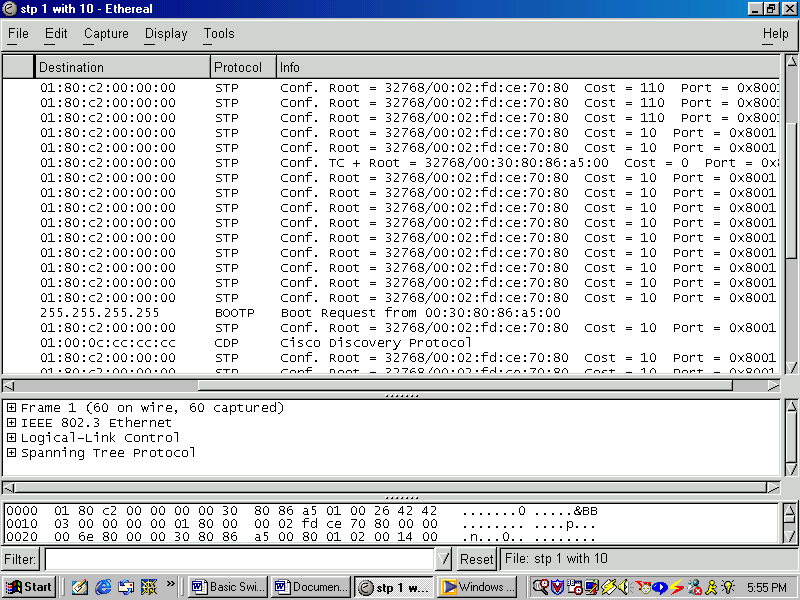 stp 1 with 10 - Ethereal
File Edit Capture Display Tools Help
Destination Protocol Info
01:80:c2:00:00:00 STP Conf. Root = 32768/00:02:fd:ce:70:80 Cost = 110 Port = 0x8001
01:80:c2:00:00:00 STP Conf. Root = 32768/00:02:fd:ce:70:80 Cost = 110 Port = 0x8001
01:80:c2:00:00:00 STP Conf. Root = 32768/00:02:fd:ce:70:80 Cost = 110 Port = 0x8001
01:80:c2:00:00:00 STP Conf. Root = 32768/00:02:fd:ce:70:80 Cost = 10 Port = 0x8001
01:80:c2:00:00:00 STP Conf. Root = 32768/00:02:fd:ce:70:80 Cost = 10 Port = 0x8001
01:80:c2:00:00:00 STP Conf. TC + Root = 32768/00:30:80:86:a5:00 Cost = 0 Port = 0x8
01:80:c2:00:00:00 STP Conf. Root = 32768/00:02:fd:ce:70:80 Cost = 10 Port = 0x8001
01:80:c2:00:00:00 STP Conf. Root = 32768/00:02:fd:ce:70:80 Cost = 10 Port = 0x8001
01:80:c2:00:00:00 STP Conf. Root = 32768/00:02:fd:ce:70:80 Cost = 10 Port = 0x8001
01:80:c2:00:00:00 STP Conf. Root = 32768/00:02:fd:ce:70:80 Cost = 10 Port = 0x8001
01:80:c2:00:00:00 STP Conf. Root = 32768/00:02:fd:ce:70:80 Cost = 10 Port = 0x8001
01:80:c2:00:00:00 STP Conf. Root = 32768/00:02:fd:ce:70:80 Cost = 10 Port = 0x8001
01:80:c2:00:00:00 STP Conf. Root = 32768/00:02:fd:ce:70:80 Cost = 10 Port = 0x8001
01:80:c2:00:00:00 STP Conf. Root = 32768/00:02:fd:ce:70:80 Cost = 10 Port = 0x8001
01:80:c2:00:00:00 STP Conf. Root = 32768/00:02:fd:ce:70:80 Cost = 10 Port = 0x8001
255.255.255.255 BOOTP Boot Request from 00:30:80:86:a5:00
01:80:c2:00:00:00 STP Conf. Root = 32768/00:02:fd:ce:70:80 Cost = 10 Port = 0x8001
01:00:0c:cc:cc:cc CDP Cisco Discovery Protocol
01:80:c2:00:00:00 STP Conf. Root = 32768/00:02:fd:ce:70:80 Cost = 10 Port = 0x8001
01:80:c2:00:00:00 STP Conf. Root = 32768/00:02:fd:ce:70:80 Cost = 10 Port = 0x8001
Frame 1 (60 on wire, 60 captured)
IEEE 802.3 Ethernet
Logical-Link Control
Spanning Tree Protocol
0000 01 80 c2 00 00 00 00 30 80 86 a5 01 00 26 42 42 .......0 .....&BB
0010 03 00 00 00 00 01 80 00 00 02 fd ce 70 80 00 00 ........ ....p...
0020 00 6e 80 00 00 30 80 86 a5 00 80 01 02 00 14 00 .n...0.. ........
Filter: Reset File: stp 1 with 10
Start Basic Swi... Documen... stp 1 w... Windows ... 5:55 PM